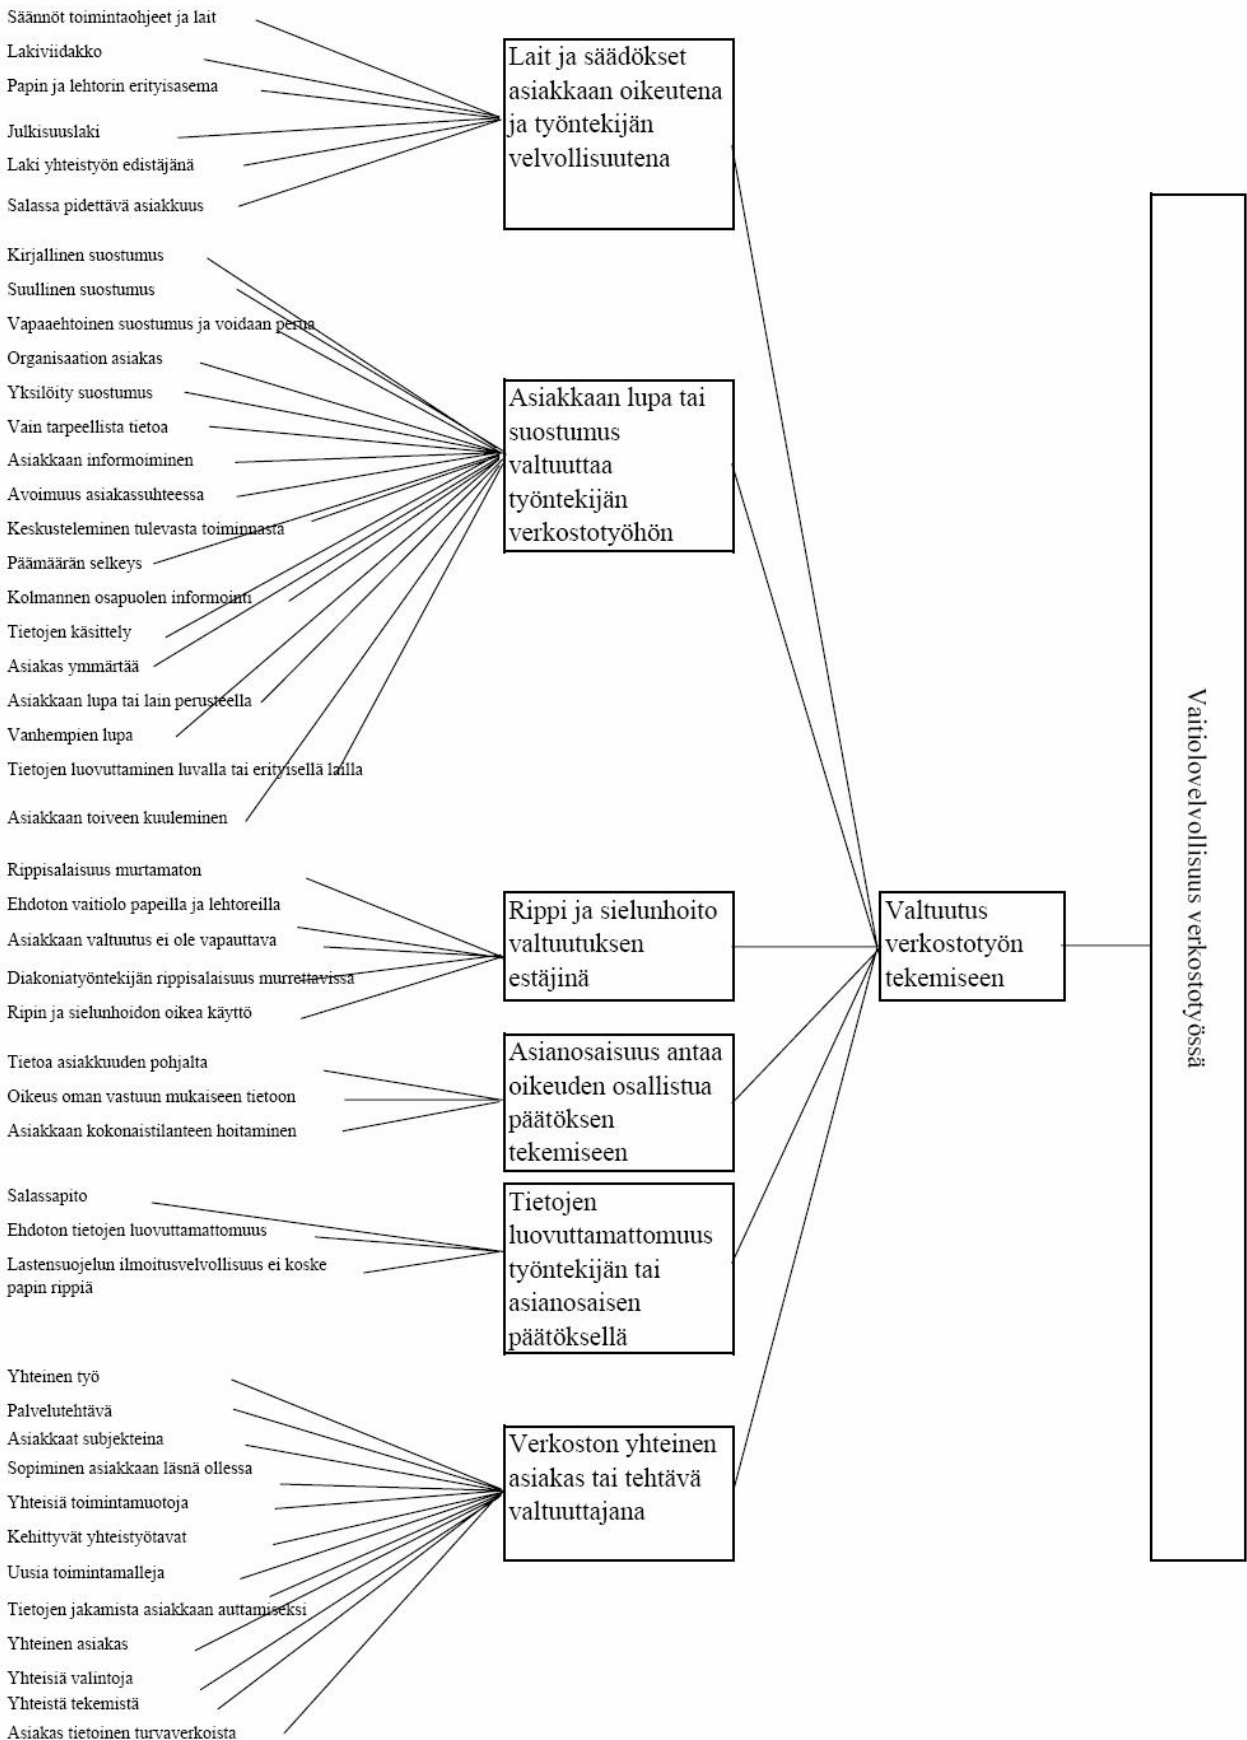 Säännöt toimintaohjeet ja lait
Lakiviidakko
Papin ja lehtorin erityisasema
Julkisuuslaki
Laki yhteistyön edistäjänä
Salassa pidettävä asiakkuus
Lait ja säädökset
asiakkaan oikeutena
ja työntekijän
velvollisuutena
Kirjallinen suostumus
Suullinen suostumus
Vapaaehtoinen suostumus ja voidaan perua
Organisaation asiakas
Yksilöity suostumus
Vain tarpeellista tietoa
Asiakkaan informoiminen
Avoimuus asiakassuhteessa
Keskusteleminen tulevasta toiminnasta
Päämäärän selkeys
Kolmannen osapuolen informointi
Tietojen käsittely
Asiakas ymmärtää
Asiakkaan lupa tai lain perusteella
Vanhempien lupa
Tietojen luovuttaminen luvalla tai erityisellä lailla
Asiakkaan toiveen kuuleminen
Asiakkaan lupa tai
suostumus
valtuuttaa
työntekijän
verkostotyöhön
Rippisalaisuus murtamaton
Ehdoton vaitiolo papeilla ja lehtoreilla
Asiakkaan valtuutus ei ole vapauttava
Diakoniatyöntekijän rippisalaisuus murrettavissa
Ripin ja sielunhoidon oikea käyttö
Rippi ja sielunhoito
valtuutuksen
estäjinä
Tietoa asiakkuuden pohjalta
Oikeus oman vastuun mukaiseen tietoon
Asiakkaan kokonaistilanteen hoitaminen
Asianosaisuus antaa
oikeuden osallistua
päätöksen
tekemiseen
Salassapito
Ehdoton tietojen luovuttamattomuus
Lastensuojelun ilmoitusvelvollisuus ei koske
papin rippiä
Tietojen
luovuttamattomuus
työntekijän tai
asianosaisen
päätöksellä
Yhteinen työ
Palvelutehtävä
Asiakkaat subjekteina
Sopiminen asiakkaan läsnä ollessa
Yhteisiä toimintamuotoja
Kehittyvät yhteistyötavat
Uusia toimintamalleja
Tietojen jakamista asiakkaan auttamiseksi
Yhteinen asiakas
Yhteisiä valintoja
Yhteistä tekemistä
Asiakas tietoinen turvaverkoista
Verkoston yhteinen
asiakas tai tehtävä
valtuuttajana
Valtuutus
verkostotyön
tekemiseen
Vaitiolovelvollisuus verkostotyössä